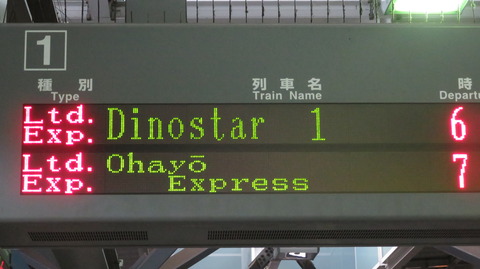 1
種別 列車名 時
Type Train Name Departu
Ltd. Exp. Dinostar 1 6
Ltd. Exp. Ohayō Express 7